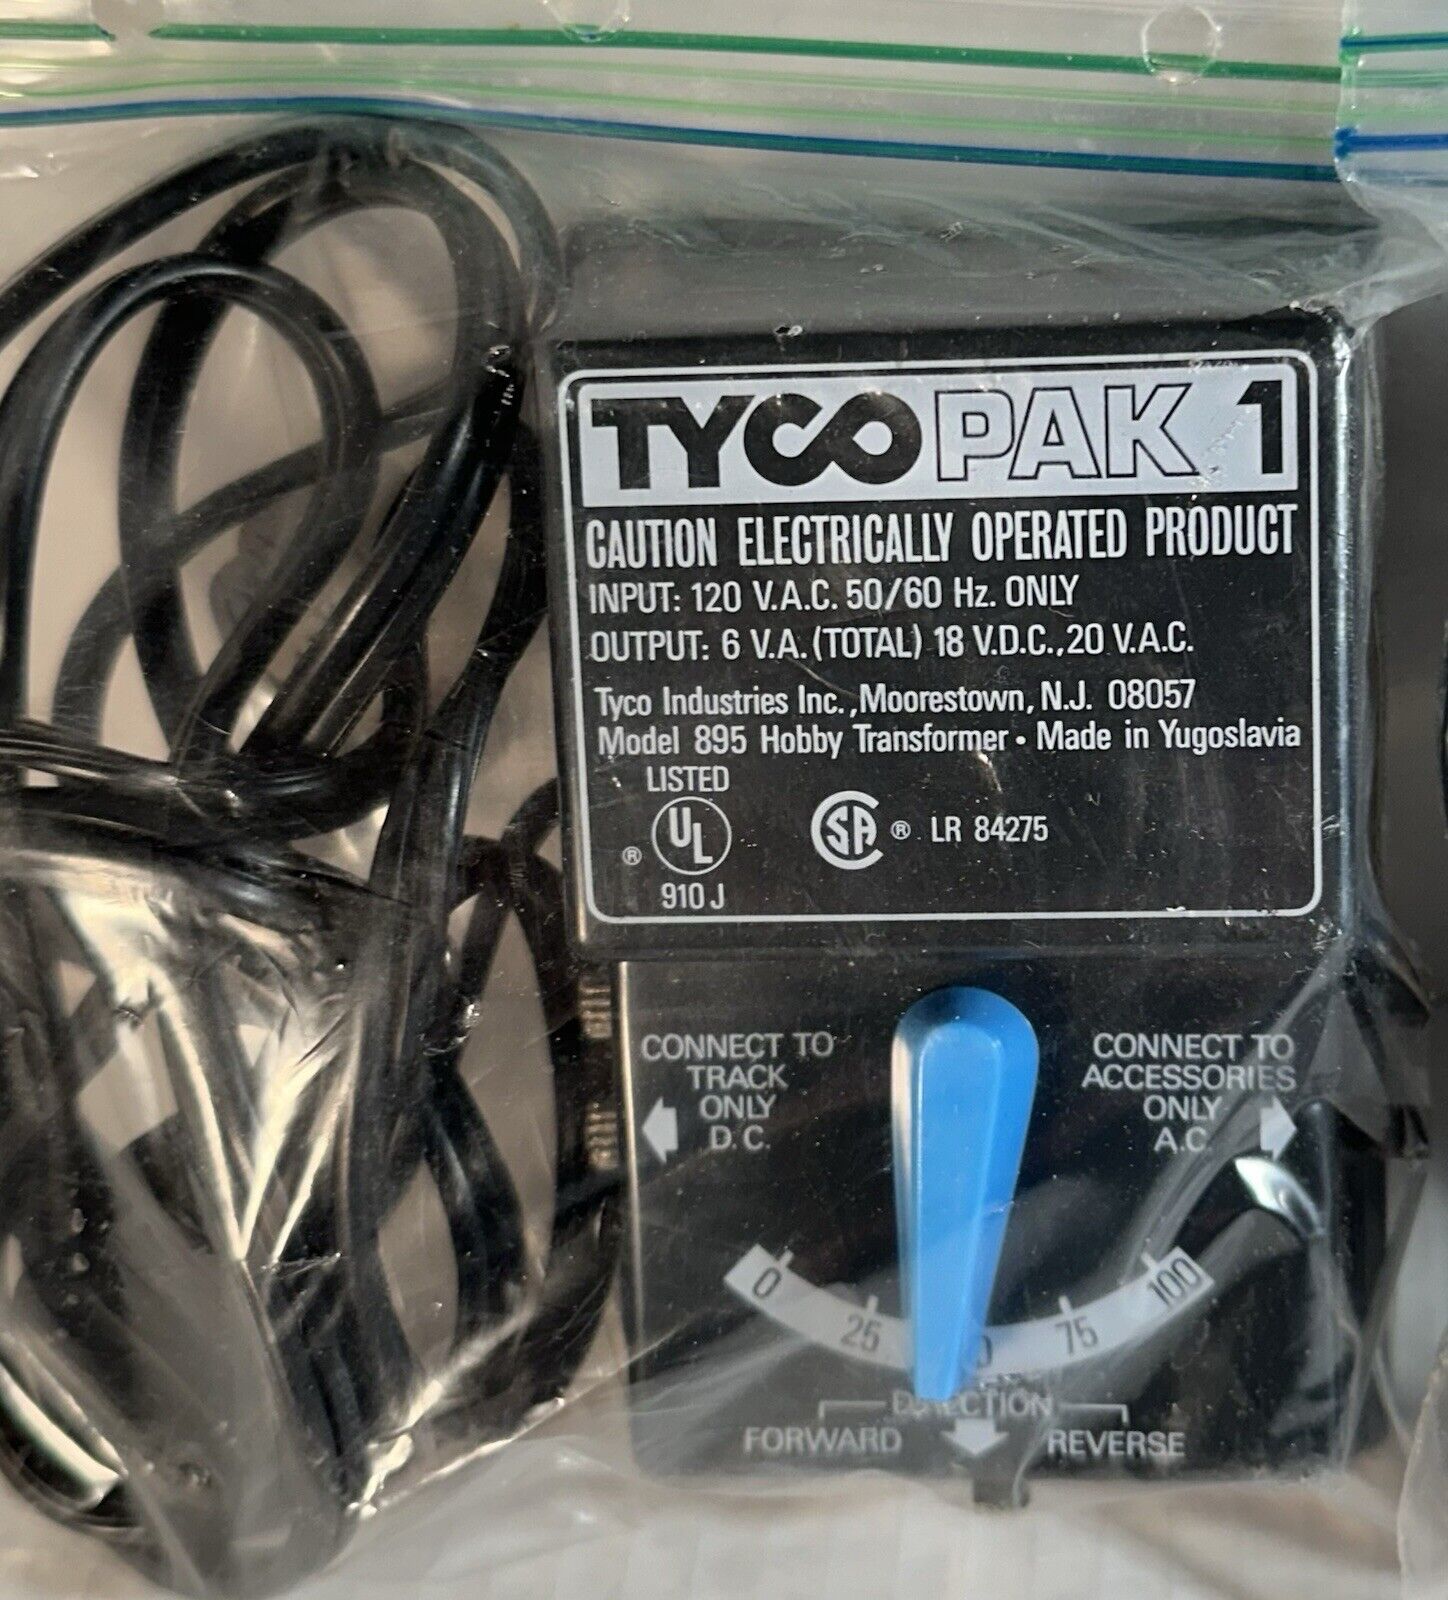 TYCO PAK 1
CAUTION ELECTRICALLY OPERATED PRODUCT
INPUT: 120 V.A.C. 50/60 Hz. ONLY
OUTPUT: 6 V.A. (TOTAL) 18 V.D.C., 20 V.A.C.
Tyco Industries Inc., Moorestown, N.J. 08057
Model 895 Hobby Transformer • Made in Yugoslavia
LISTED
® UL
SA ® LR 84275
910 J
CONNECT TO
TRACK
ONLY
D.C.
CONNECT TO
ACCESSORIES
ONLY
A.C.
0 25 75 100
FORWARD REVERSE